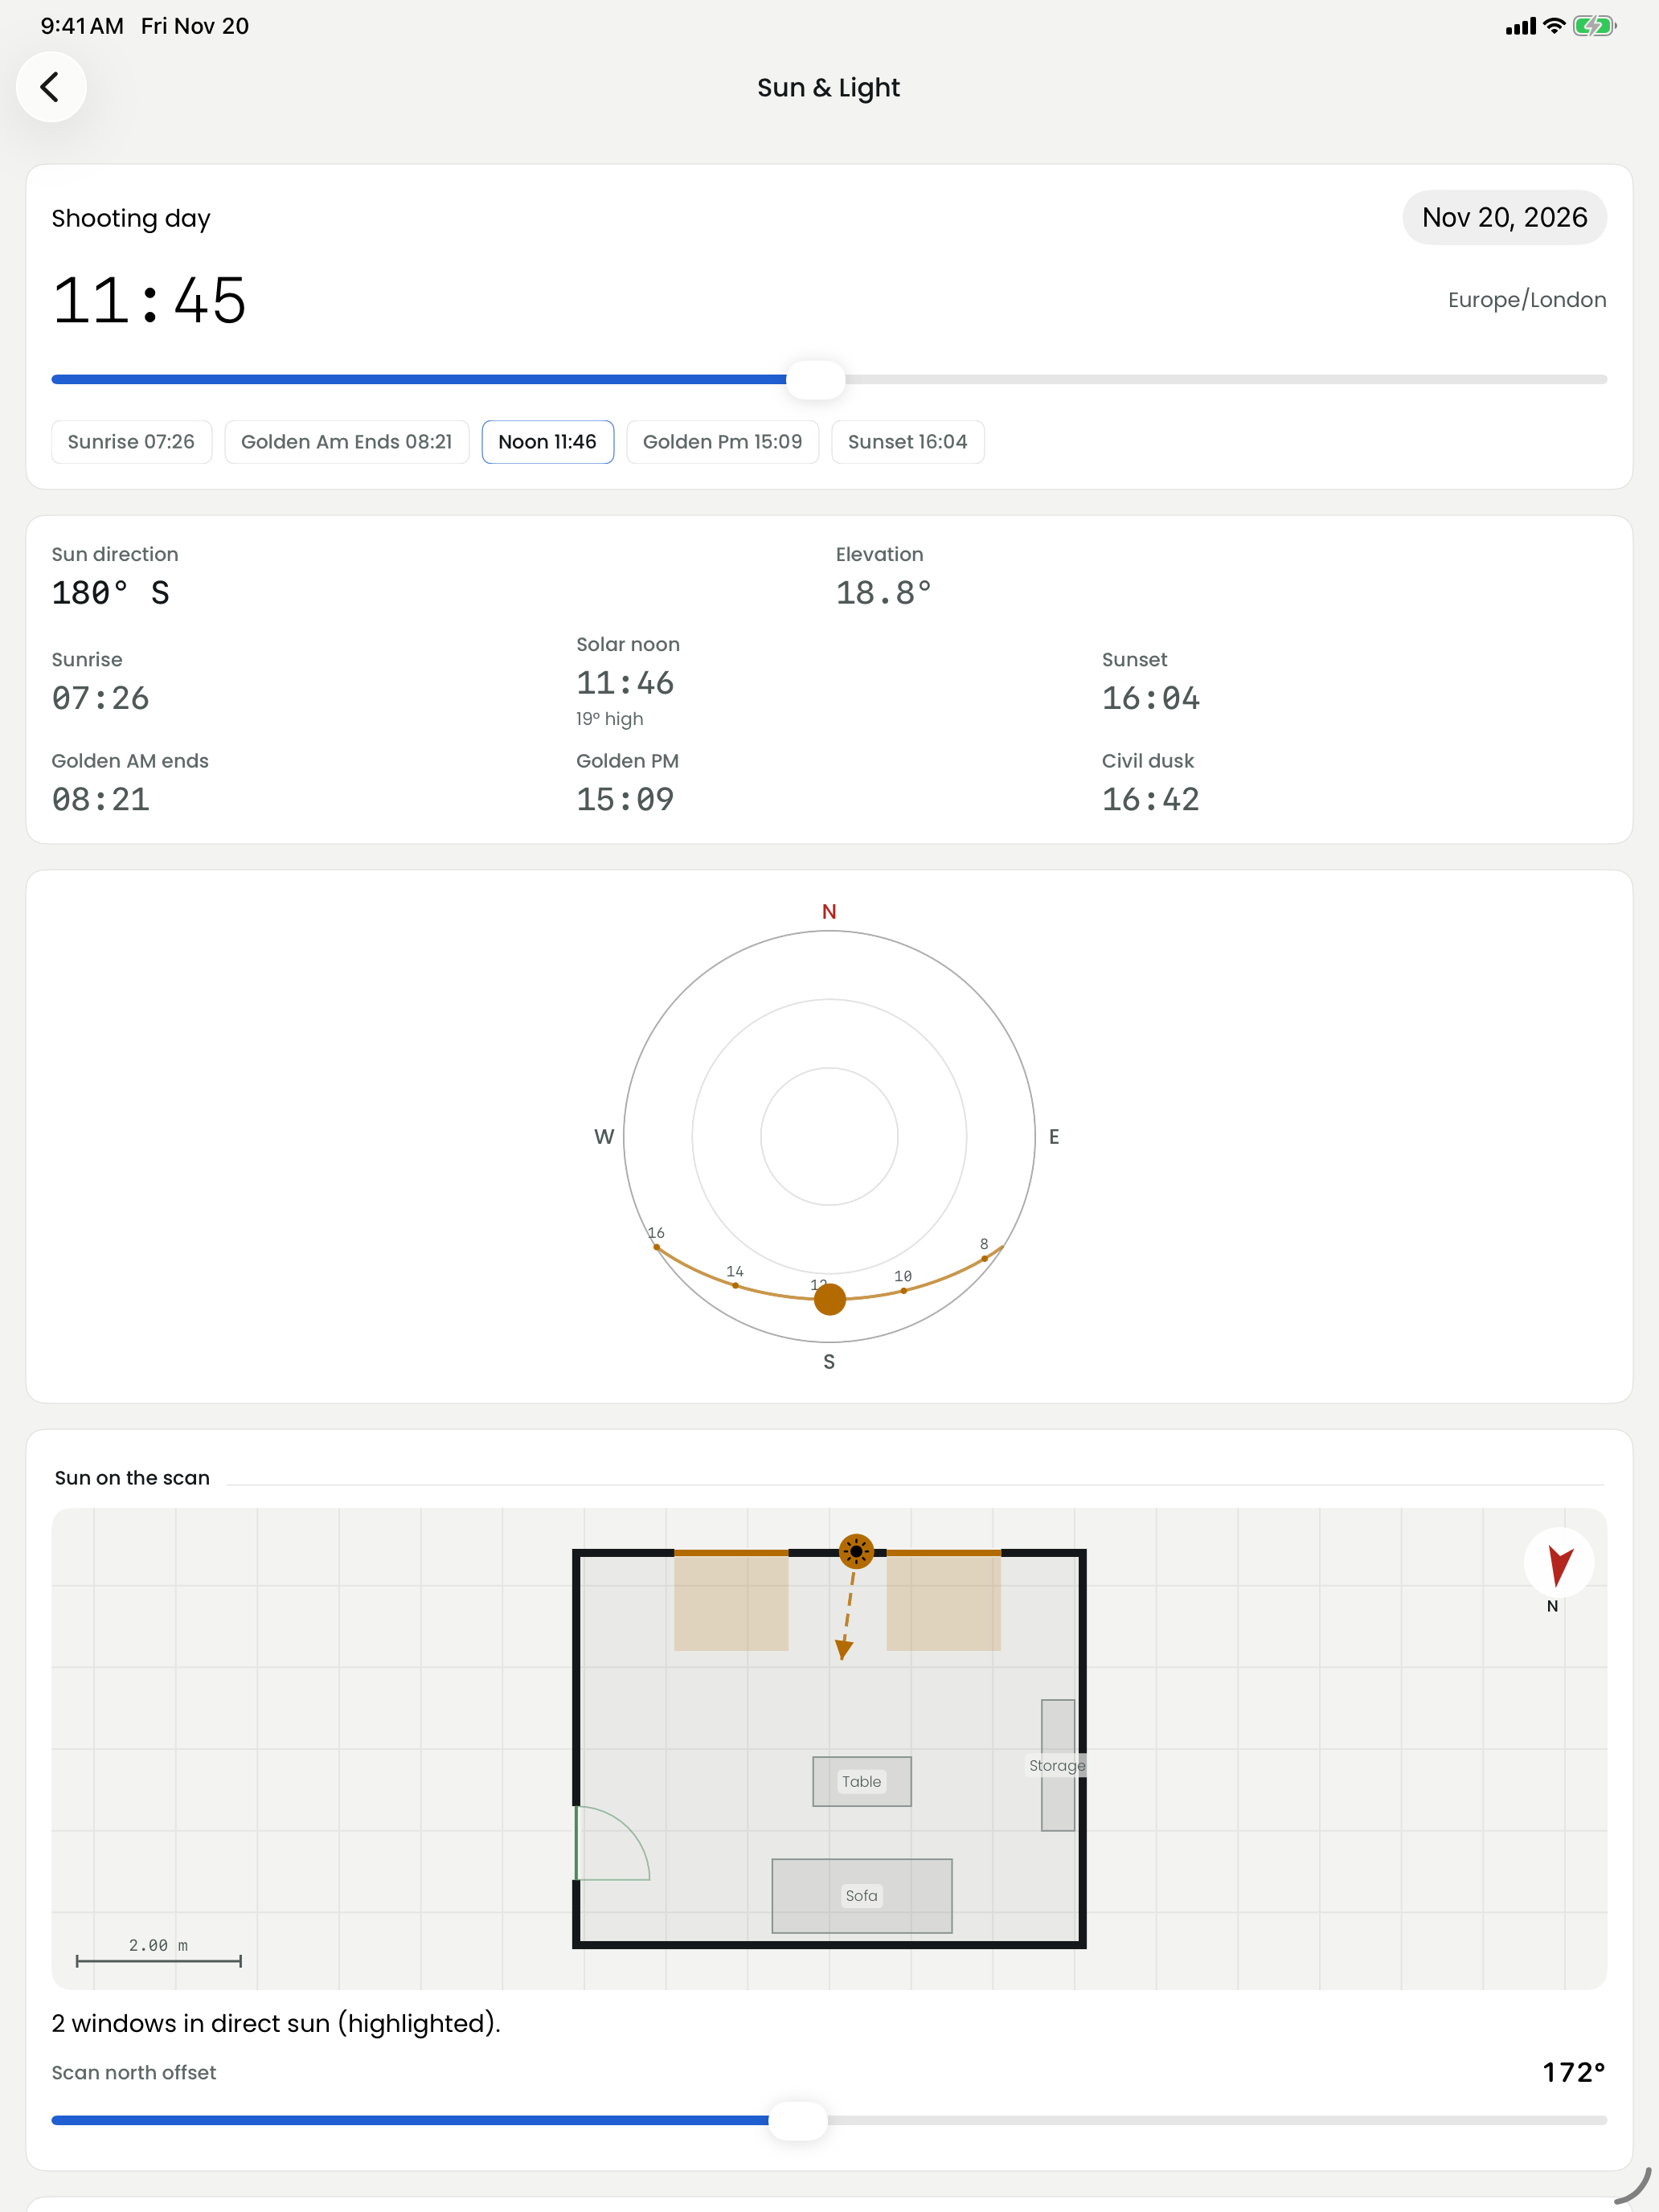 9:41 AM Fri Nov 20
Sun & Light
Shooting day
Nov 20, 2026
11:45
Europe/London
Sunrise 07:26
Golden Am Ends 08:21
Noon 11:46
Golden Pm 15:09
Sunset 16:04
Sun direction
180° S
Elevation
18.8°
Sunrise
07:26
Solar noon
11:46
19° high
Sunset
16:04
Golden AM ends
08:21
Golden PM
15:09
Civil dusk
16:42
N
W
E
16
8
14
10
12
S
Sun on the scan
N
Storage
Table
Sofa
2.00 m
2 windows in direct sun (highlighted).
Scan north offset
172°